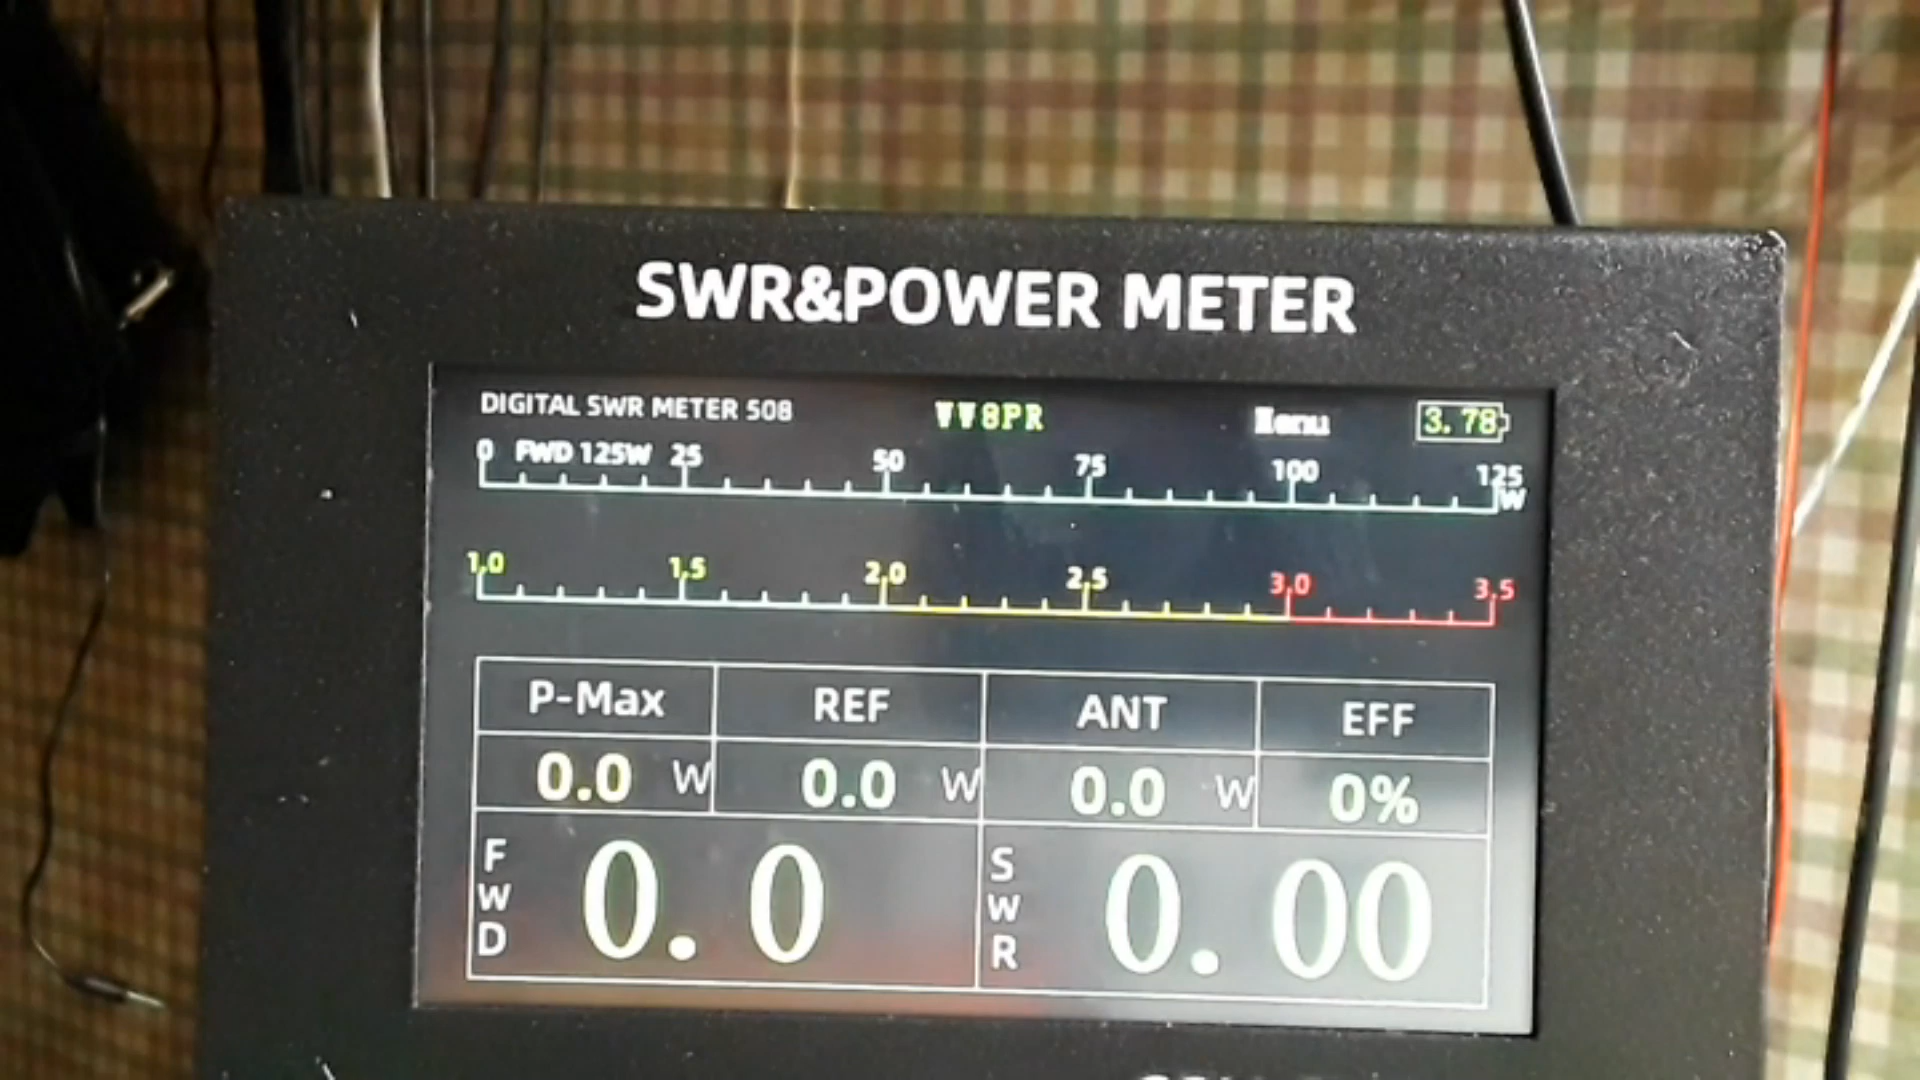 SWR&POWER METER
DIGITAL SWR METER 508 VV8PR Menu 3.78
0 FWD 125W 25 50 75 100 125
W
1.0 1.5 2.0 2.5 3.0 3.5
P-Max REF ANT EFF
0.0 W 0.0 W 0.0 W 0%
FWD 0.0 SWR 0.00